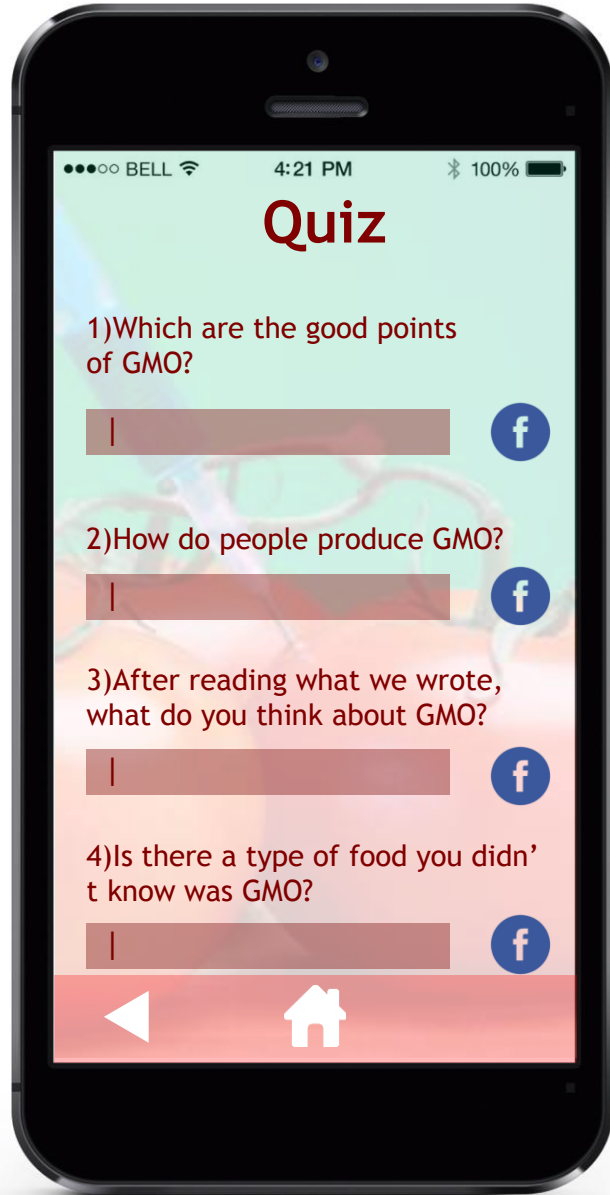 BELL 4:21 PM 100%
Quiz
1)Which are the good points
of GMO?
|
f
2)How do people produce GMO?
|
f
3)After reading what we wrote,
what do you think about GMO?
|
f
4)Is there a type of food you didn’
t know was GMO?
|
f